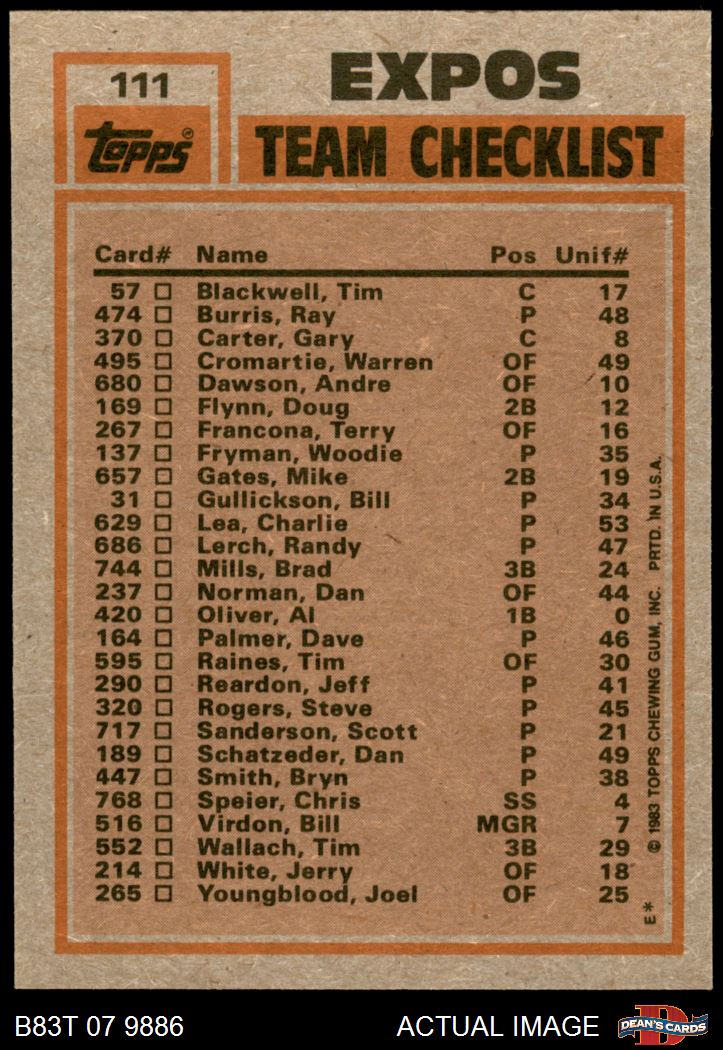 111
EXPOS
Topps
TEAM CHECKLIST
Card# Name Pos Unif#
57 Blackwell, Tim C 17
474 Burris, Ray P 48
370 Carter, Gary C 8
495 Cromartie, Warren OF 49
680 Dawson, Andre OF 10
169 Flynn, Doug 2B 12
267 Francona, Terry OF 16
137 Fryman, Woodie P 35
657 Gates, Mike 2B 19
31 Gullickson, Bill P 34
629 Lea, Charlie P 53
686 Lerch, Randy P 47
744 Mills, Brad 3B 24
237 Norman, Dan OF 44
420 Oliver, Al 1B 0
164 Palmer, Dave P 46
595 Raines, Tim OF 30
290 Reardon, Jeff P 41
320 Rogers, Steve P 45
717 Sanderson, Scott P 21
189 Schatzeder, Dan P 49
447 Smith, Bryn P 38
768 Speier, Chris SS 4
516 Virdon, Bill MGR 7
552 Wallach, Tim 3B 29
214 White, Jerry OF 18
265 Youngblood, Joel OF 25
E* © 1983 TOPPS CHEWING GUM, INC. PRTD. IN U.S.A.
B83T 07 9886 ACTUAL IMAGE DEAN'S CARDS